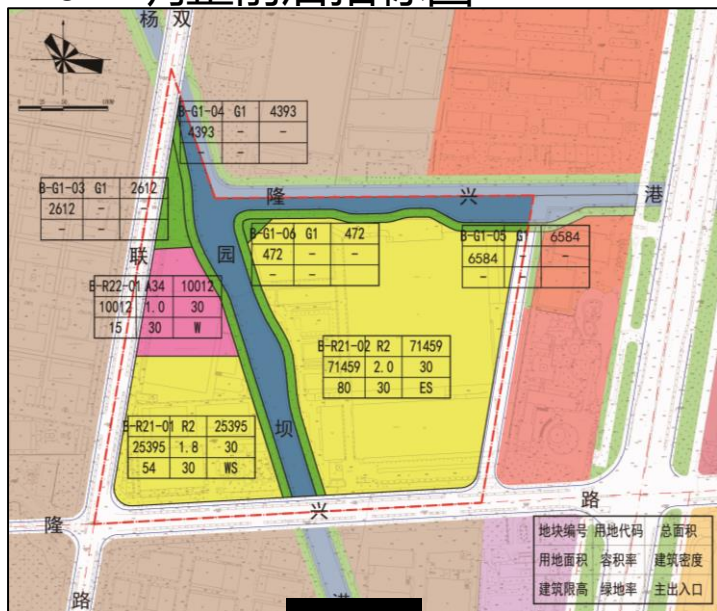 杨 双
B-G1-04 G1 4393
4393 - -
- -
B-G1-03 G1 2612
2612 - -
- - -
隆 兴 港
联 园
B-G1-06 G1 472
472 - -
- -
B-G1-05 G1 6584
6584 - -
- -
B-R22-01 A34 10012
10012 1.0 30
15 30 W
B-R21-02 R2 71459
71459 2.0 30
80 30 ES
B-R21-01 R2 25395
25395 1.8 30
54 30 WS
坝
隆 兴 路
路
港
地块编号 用地代码 总面积
用地面积 容积率 建筑密度
建筑限高 绿地率 主出入口